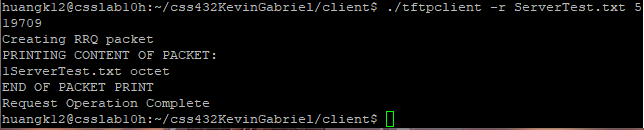 huangk12@csslab10h:~/css432KevinGabriel/client$ ./tftpclient -r ServerTest.txt 5
19709
Creating RRQ packet
PRINTING CONTENT OF PACKET:
1ServerTest.txt octet
END OF PACKET PRINT
Request Operation Complete
huangk12@csslab10h:~/css432KevinGabriel/client$